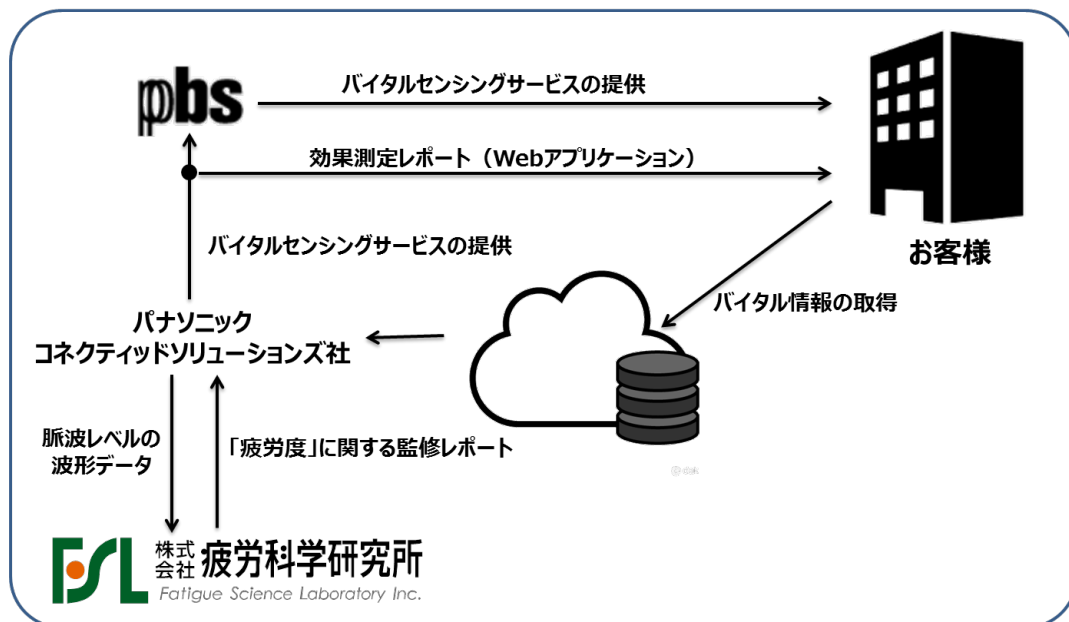 pbs
バイタルセンシングサービスの提供
効果測定レポート（Webアプリケーション）
お客様
バイタルセンシングサービスの提供
バイタル情報の取得
パナソニック
コネクティッドソリューションズ社
脈波レベルの
波形データ
「疲労度」に関する監修レポート
FSL
株式
会社
疲労科学研究所
Fatigue Science Laboratory Inc.